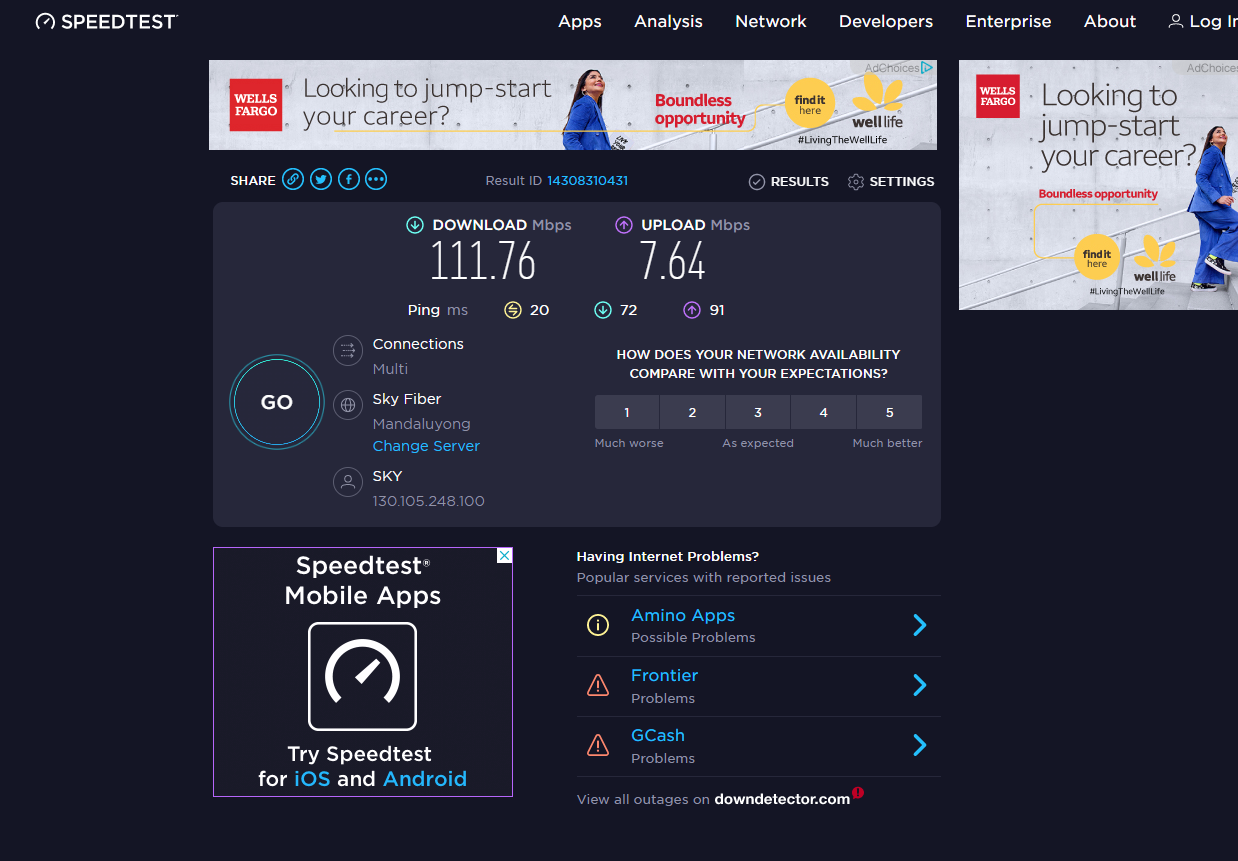 SPEEDTEST
Apps Analysis Network Developers Enterprise About Log In
AdChoices
WELLS FARGO
Looking to jump-start
your career?
Boundless
opportunity
find it
here
well life
#LivingTheWellLife
AdChoices
WELLS
FARGO
Looking to
jump-start
your career?
Boundless opportunity
find it
here
well life
#LivingTheWellLife
SHARE Result ID 14308310431 RESULTS SETTINGS
DOWNLOAD Mbps UPLOAD Mbps
111.76 7.64
Ping ms 20 72 91
GO
Connections
Multi
Sky Fiber
Mandaluyong
Change Server
SKY
130.105.248.100
HOW DOES YOUR NETWORK AVAILABILITY
COMPARE WITH YOUR EXPECTATIONS?
1 2 3 4 5
Much worse As expected Much better
Speedtest®
Mobile Apps
Try Speedtest
for iOS and Android
Having Internet Problems?
Popular services with reported issues
Amino Apps
Possible Problems
Frontier
Problems
GCash
Problems
View all outages on downdetector.com